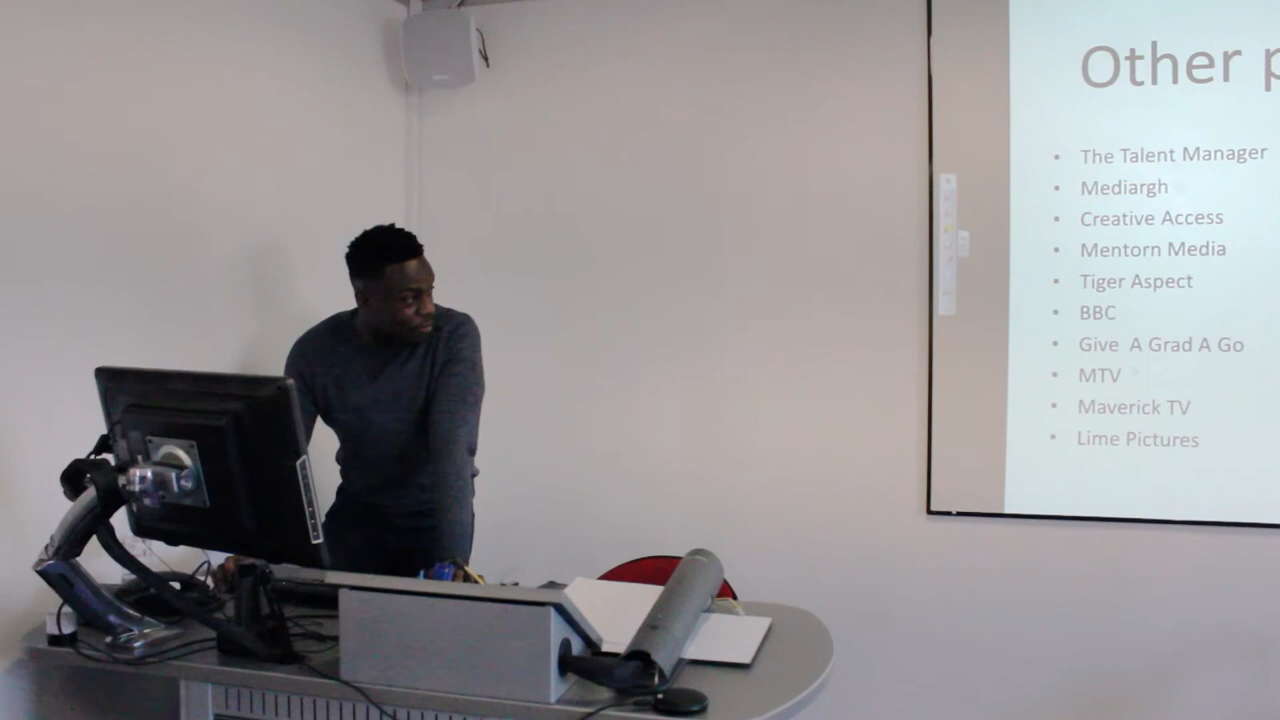 Other p
• The Talent Manager
• Mediargh
• Creative Access
• Mentorn Media
• Tiger Aspect
• BBC
• Give A Grad A Go
• MTV
• Maverick TV
• Lime Pictures